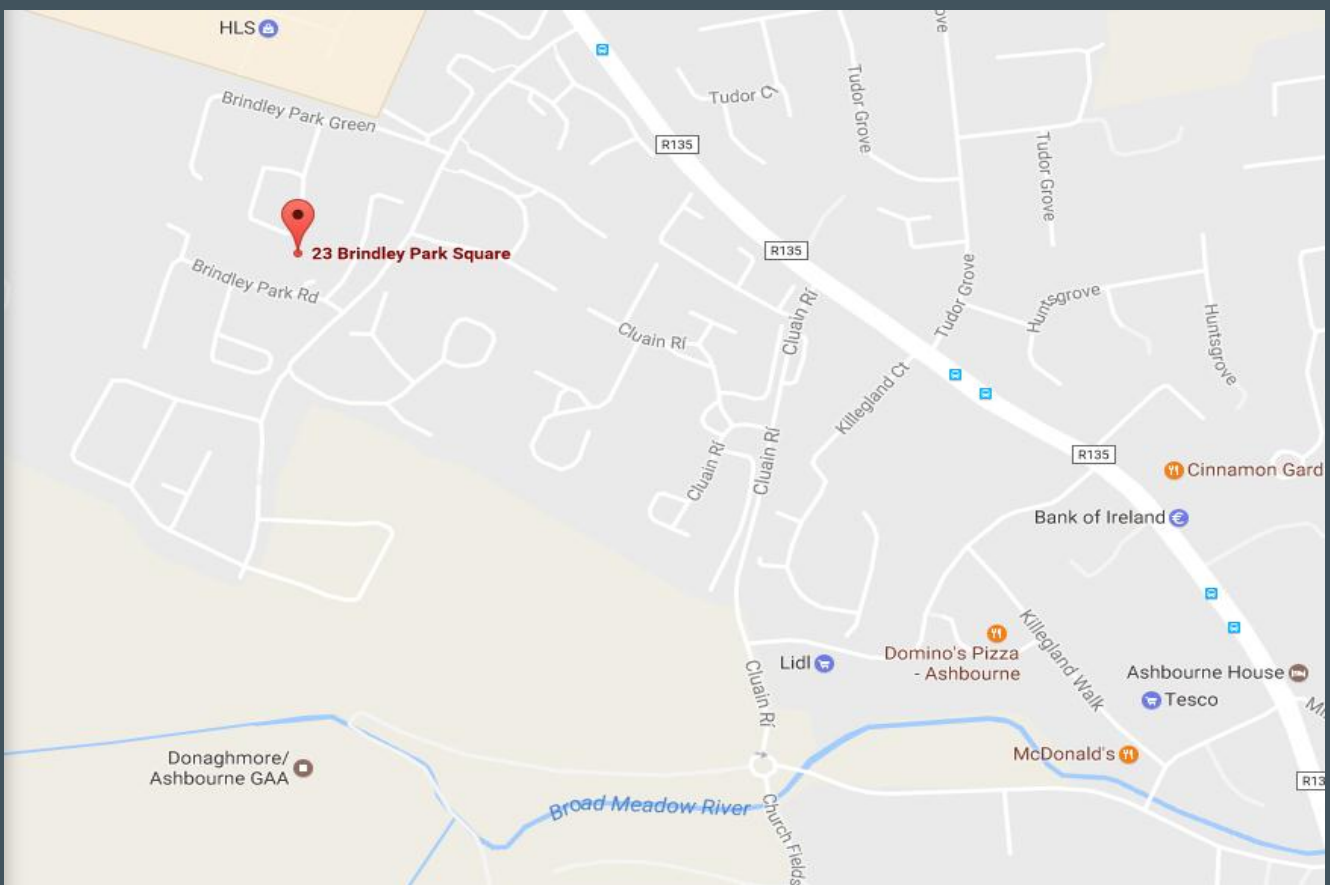 HLS
Brindley Park Green
Tudor Grove
Tudor Grove
R135
Tudor Grove
R135
23 Brindley Park Square
Brindley Park Rd
Tudor Grove
Huntsgrove
Huntsgrove
Cluain Rí
Cluain Rí
Killegland Ct
R135
Cinnamon Gard
Cluain Rí
Cluain Rí
Bank of Ireland
Killegland Walk
Domino's Pizza
- Ashbourne
Lidl
Cluain Rí
Ashbourne House
Tesco
McDonald's
Donaghmore/
Ashbourne GAA
R13
Broad Meadow River
Church Fields